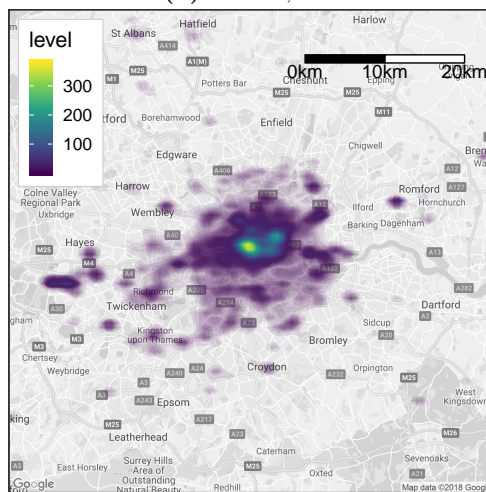 Hatfield
St Albans
Harlow
level
A414
A1(M)
M1
M25
0km 10km 20km
300
200
100
Potters Bar
Cheshunt
Epping
M25
M25
M11
Borehamwood
Enfield
Chigwell
Edgware
A406
A12
Harrow
Romford
A127
Hornchurch
Colne Valley
Regional Park
Uxbridge
Wembley
A12
Ilford
Barking
Dagenham
M25
Hayes
A40
A13
M4
A4
A102
A282
A30
Richmond
A205
Twickenham
A214
Dartford
A2
M3
M3
Kingston
upon Thames
Sidcup
A20
Chertsey
Bromley
Weybridge
A240
A24
Croydon
A232
Orpington
A3
A3
A243
Epsom
A217
West
Kingsdown
M25
M25
Leatherhead
A23
M26
East Horsley
Surrey Hills
Area of
Outstanding
Natural Beauty
Caterham
Oxted
Sevenoaks
A21
Redhill
Google
Map data ©2018 Googl